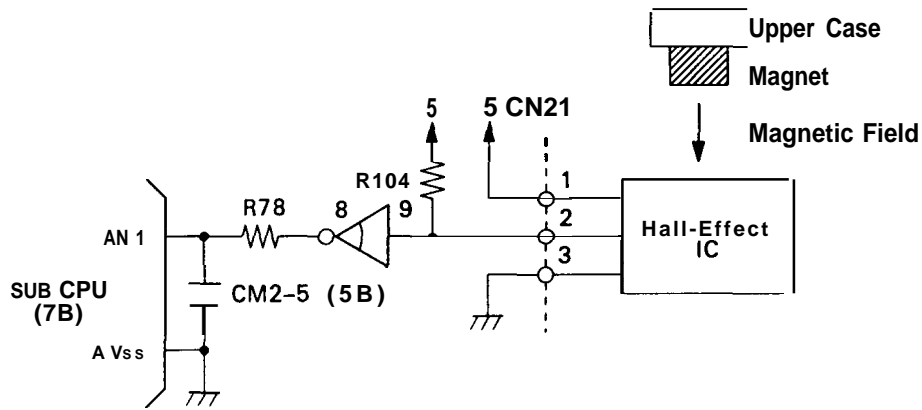 Upper Case
Magnet
Magnetic Field
5
5 CN21
R104
1
R78
8
9
2
Hall-Effect
IC
AN 1
3
SUB CPU
(7B)
CM2-5 (5B)
A Vss